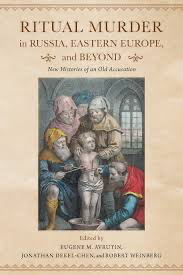 RITUAL MURDER
in RUSSIA, EASTERN EUROPE,
and BEYOND
New Histories of an Old Accusation
Edited by
EUGENE M. AVRUTIN,
JONATHAN DEKEL-CHEN, and ROBERT WEINBERG